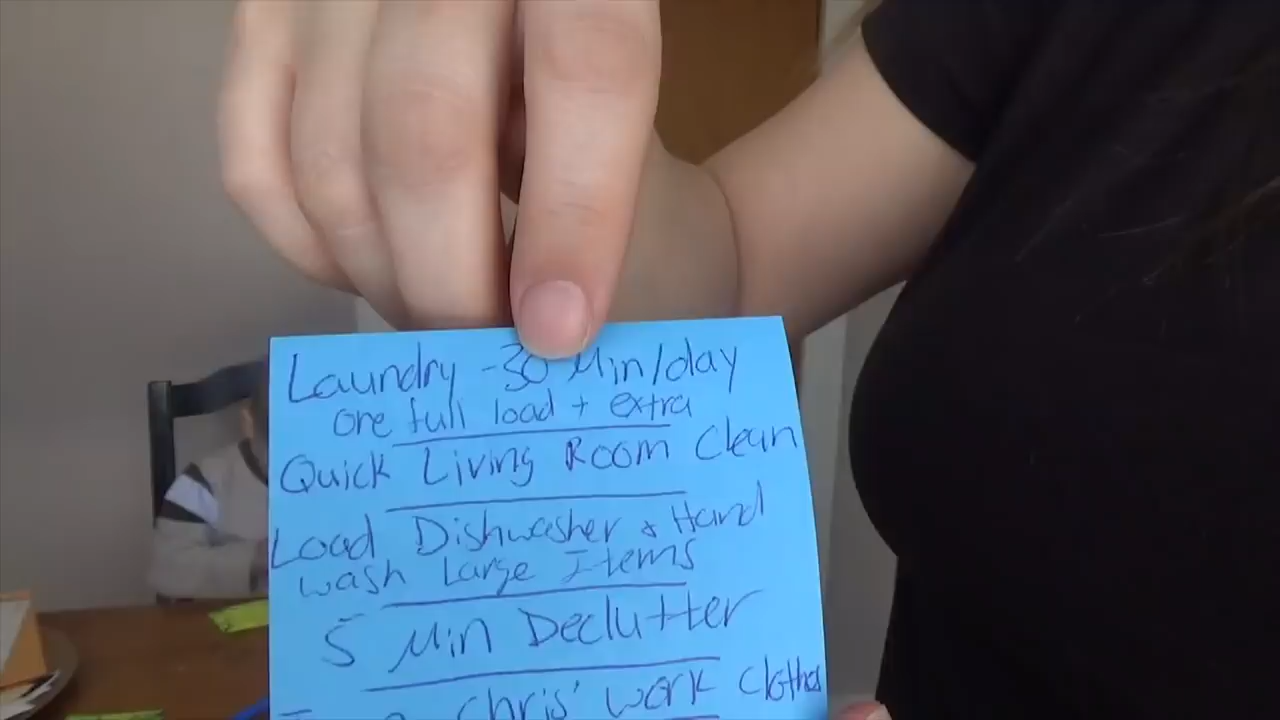 Laundry - 30 Min/day
one full load + extra
Quick Living Room Clean
Load Dishwasher & Hand
wash Large Items
5 Min Declutter
Chris' work clothes